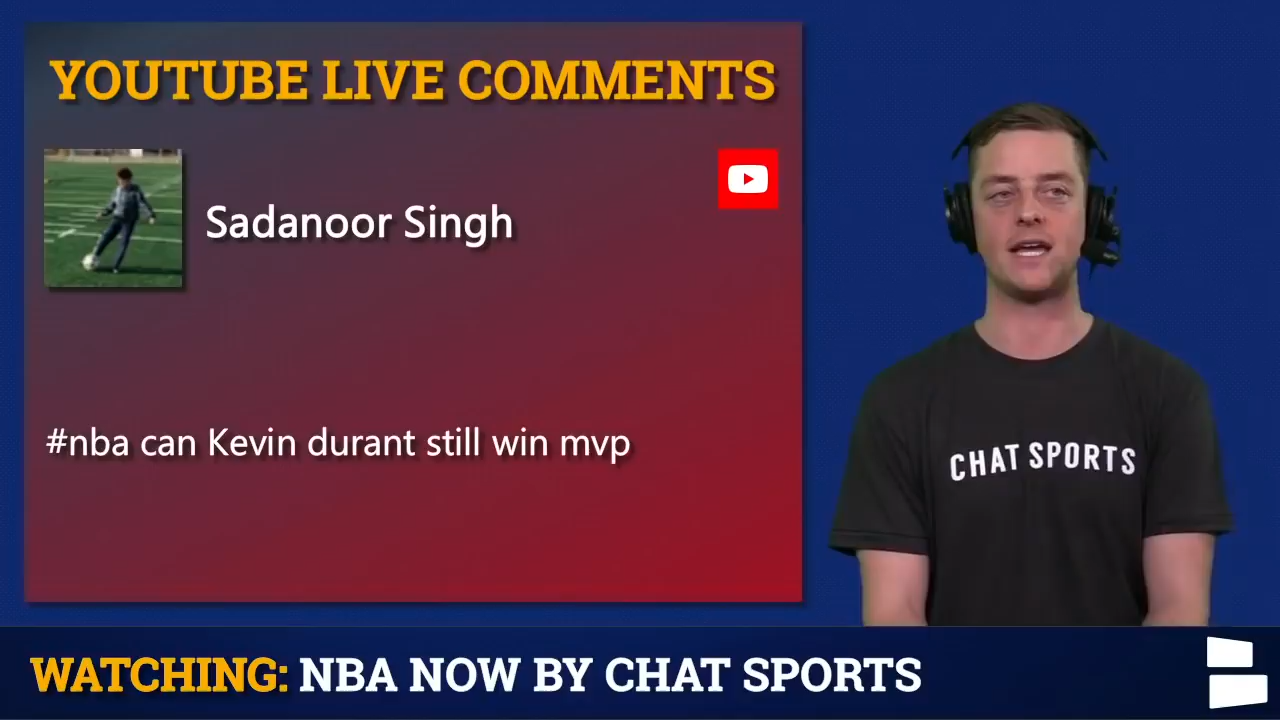 YOUTUBE LIVE COMMENTS
Sadanoor Singh
#nba can Kevin durant still win mvp
CHAT SPORTS
WATCHING: NBA NOW BY CHAT SPORTS